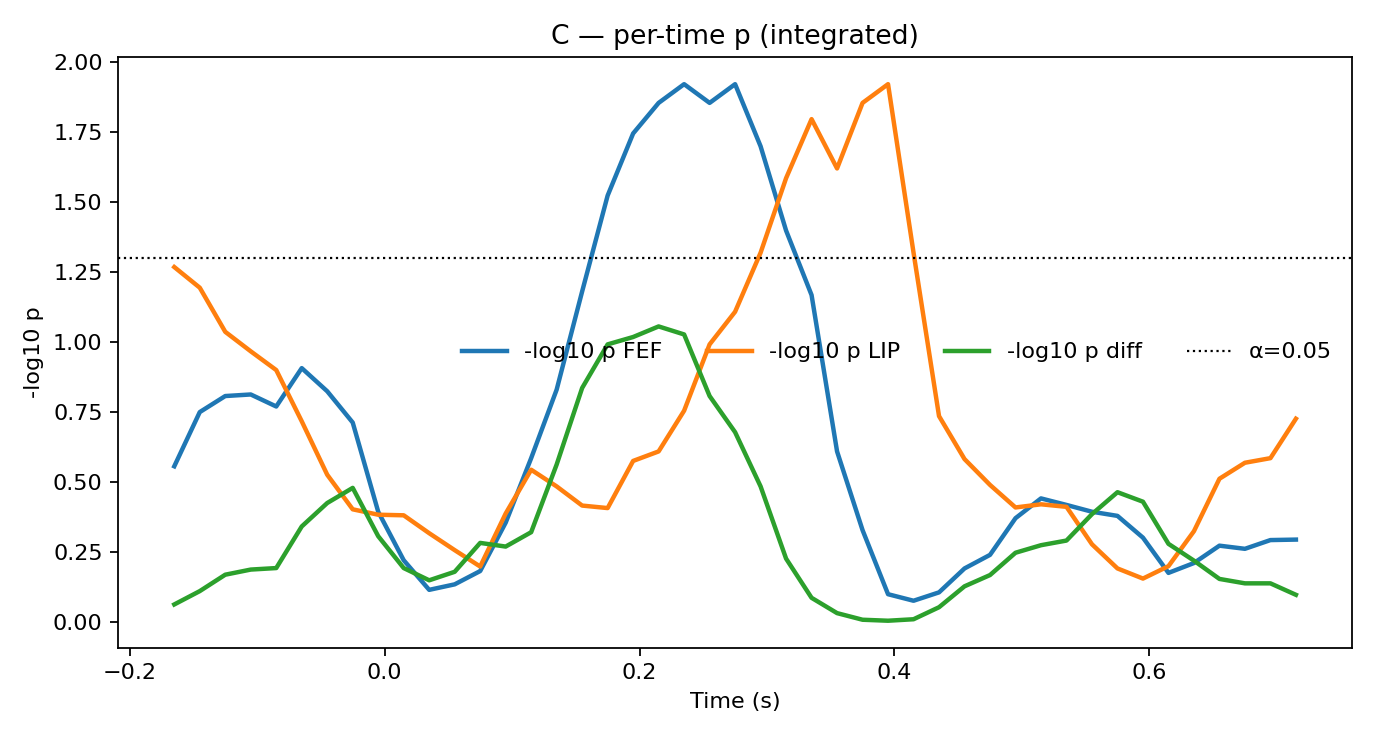 C — per-time p (integrated)
-log10 p
2.00
1.75
1.50
1.25
1.00
0.75
0.50
0.25
0.00
-log10 p FEF -log10 p LIP -log10 p diff α=0.05
−0.2 0.0 0.2 0.4 0.6
Time (s)